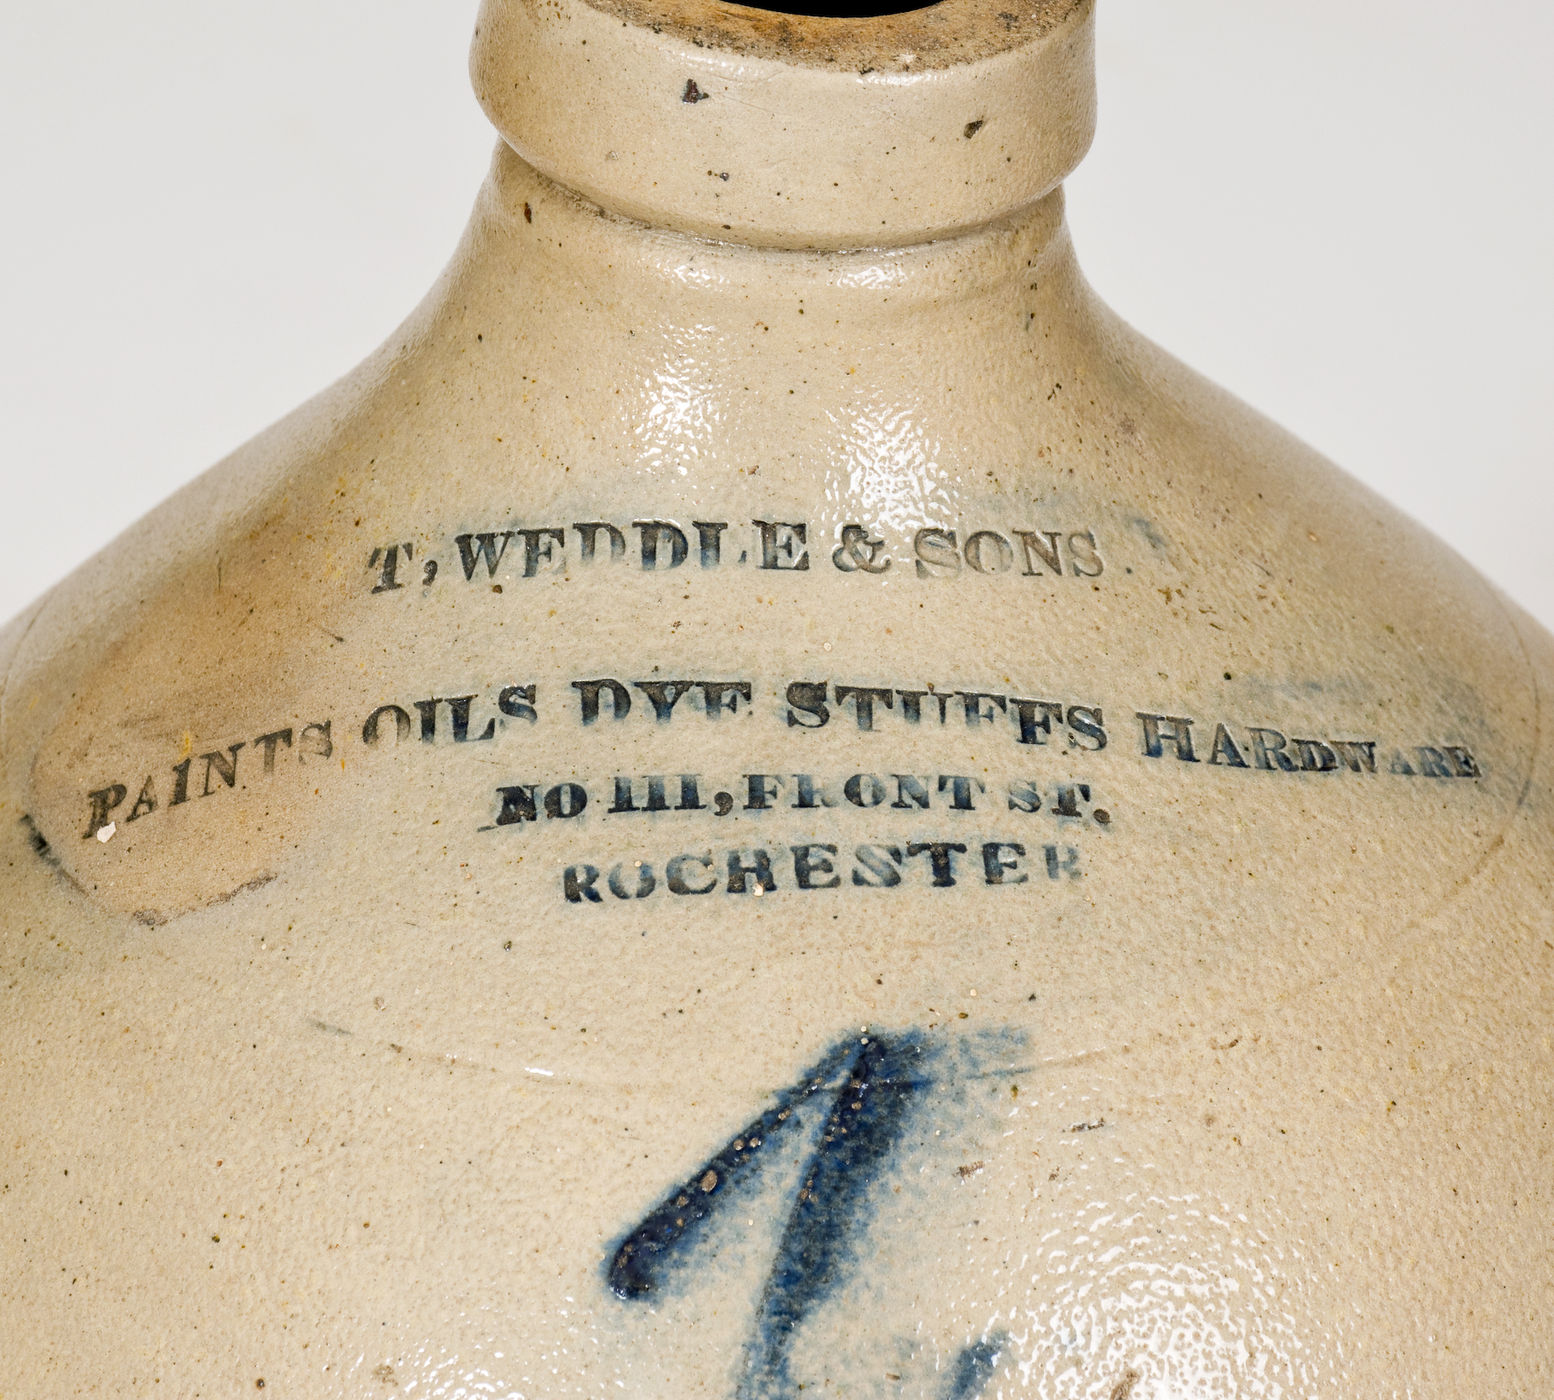 T, WEDDLE & SONS.
PAINTS OILS DYE STUFFS HARDWARE
NO 111, FRONT ST.
ROCHESTER